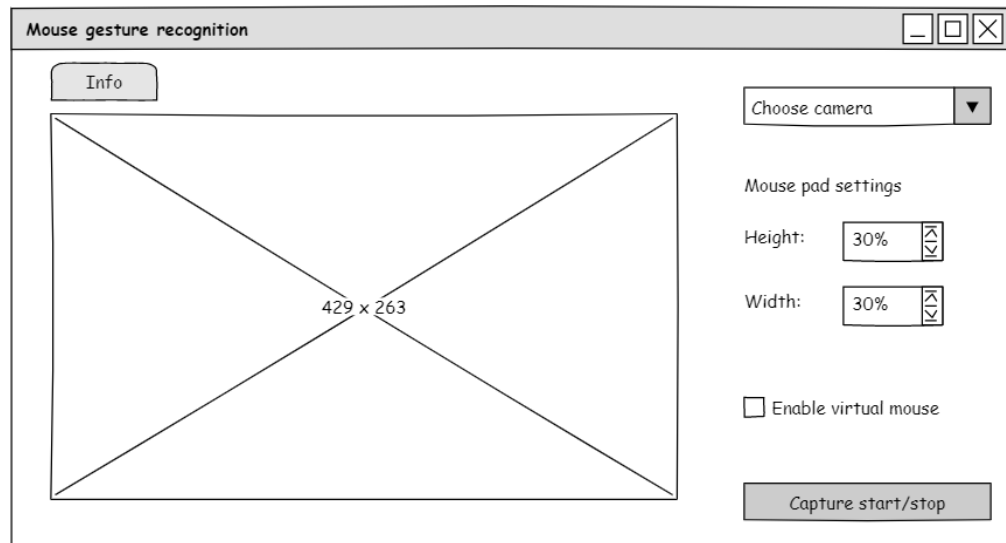 Mouse gesture recognition
Info
Choose camera
Mouse pad settings
Height: 30%
429 x 263
Width: 30%
Enable virtual mouse
Capture start/stop